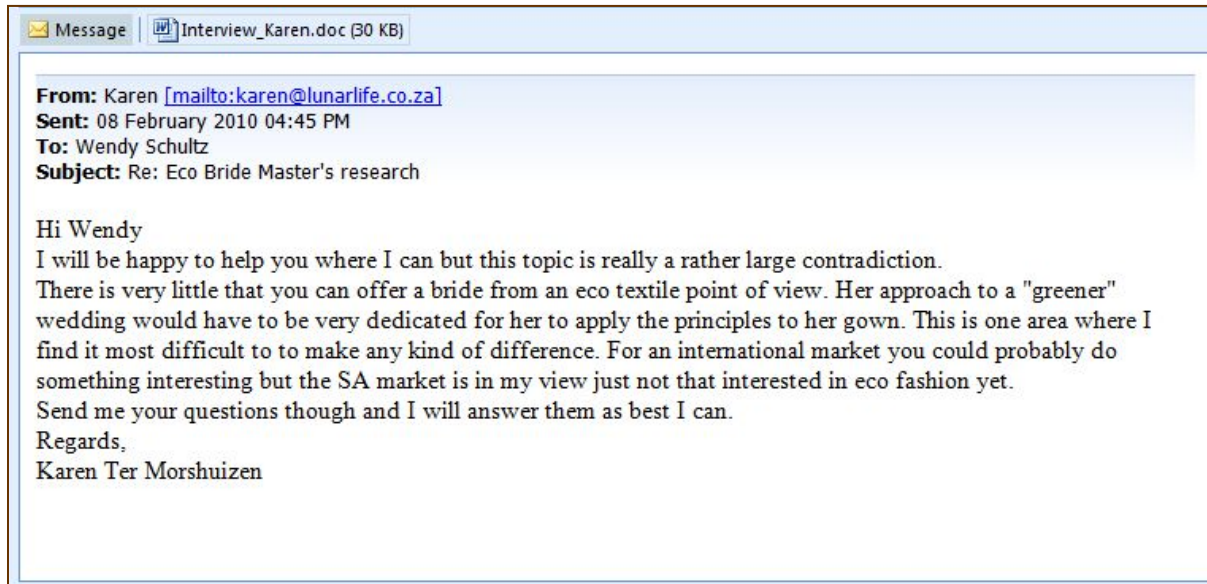 Message Interview_Karen.doc (30 KB)
From: Karen [mailto:karen@lunarlife.co.za]
Sent: 08 February 2010 04:45 PM
To: Wendy Schultz
Subject: Re: Eco Bride Master's research
Hi Wendy
I will be happy to help you where I can but this topic is really a rather large contradiction.
There is very little that you can offer a bride from an eco textile point of view. Her approach to a "greener"
wedding would have to be very dedicated for her to apply the principles to her gown. This is one area where I
find it most difficult to to make any kind of difference. For an international market you could probably do
something interesting but the SA market is in my view just not that interested in eco fashion yet.
Send me your questions though and I will answer them as best I can.
Regards,
Karen Ter Morshuizen